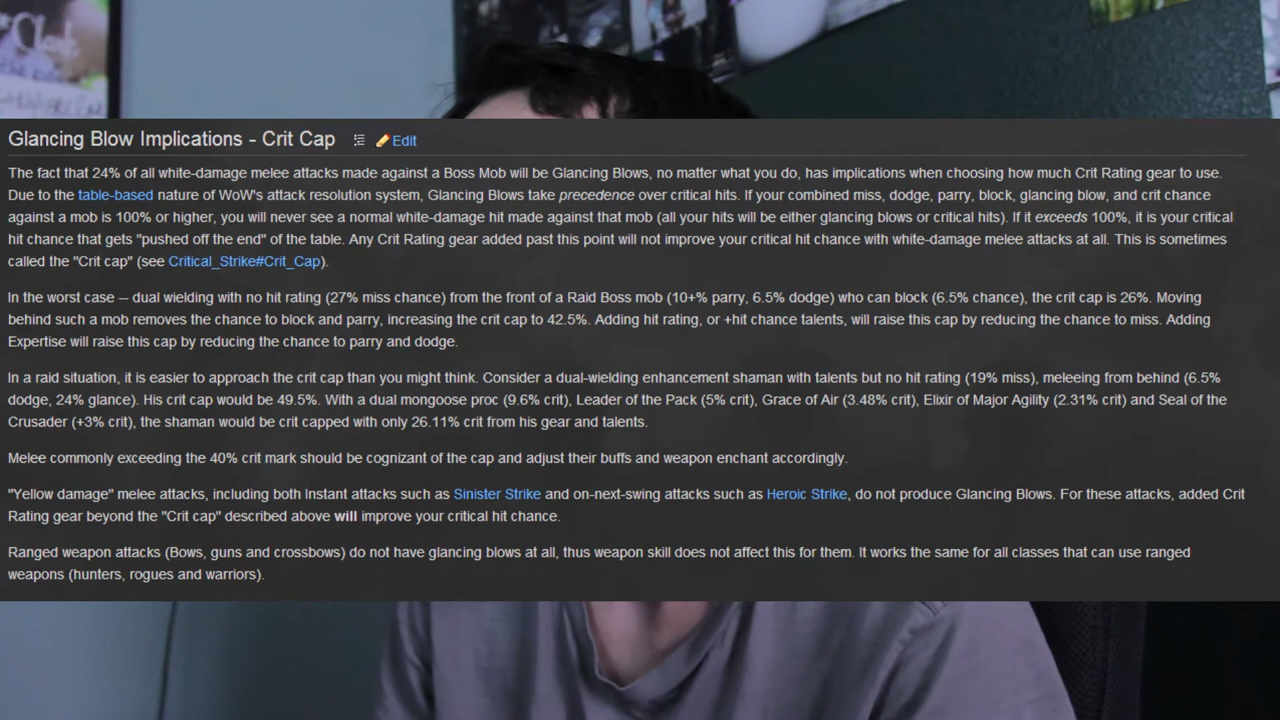 Glancing Blow Implications - Crit Cap Edit
The fact that 24% of all white-damage melee attacks made against a Boss Mob will be Glancing Blows, no matter what you do, has implications when choosing how much Crit Rating gear to use.
Due to the table-based nature of WoW's attack resolution system, Glancing Blows take precedence over critical hits. If your combined miss, dodge, parry, block, glancing blow, and crit chance
against a mob is 100% or higher, you will never see a normal white-damage hit made against that mob (all your hits will be either glancing blows or critical hits). If it exceeds 100%, it is your critical
hit chance that gets "pushed off the end" of the table. Any Crit Rating gear added past this point will not improve your critical hit chance with white-damage melee attacks at all. This is sometimes
called the "Crit cap" (see Critical_Strike#Crit_Cap).
In the worst case -- dual wielding with no hit rating (27% miss chance) from the front of a Raid Boss mob (10+% parry, 6.5% dodge) who can block (6.5% chance), the crit cap is 26%. Moving
behind such a mob removes the chance to block and parry, increasing the crit cap to 42.5%. Adding hit rating, or +hit chance talents, will raise this cap by reducing the chance to miss. Adding
Expertise will raise this cap by reducing the chance to parry and dodge.
In a raid situation, it is easier to approach the crit cap than you might think. Consider a dual-wielding enhancement shaman with talents but no hit rating (19% miss), meleeing from behind (6.5%
dodge, 24% glance). His crit cap would be 49.5%. With a dual mongoose proc (9.6% crit), Leader of the Pack (5% crit), Grace of Air (3.48% crit), Elixir of Major Agility (2.31% crit) and Seal of the
Crusader (+3% crit), the shaman would be crit capped with only 26.11% crit from his gear and talents.
Melee commonly exceeding the 40% crit mark should be cognizant of the cap and adjust their buffs and weapon enchant accordingly.
"Yellow damage" melee attacks, including both Instant attacks such as Sinister Strike and on-next-swing attacks such as Heroic Strike, do not produce Glancing Blows. For these attacks, added Crit
Rating gear beyond the "Crit cap" described above will improve your critical hit chance.
Ranged weapon attacks (Bows, guns and crossbows) do not have glancing blows at all, thus weapon skill does not affect this for them. It works the same for all classes that can use ranged
weapons (hunters, rogues and warriors).